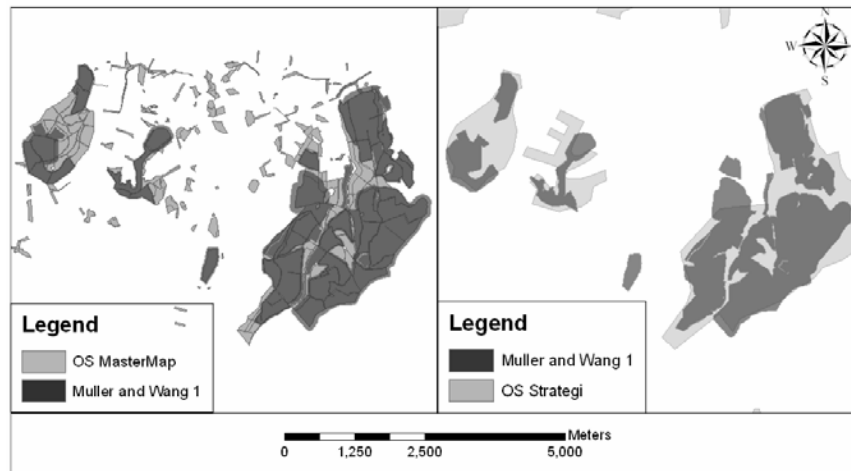 N
W E
S
Legend
OS MasterMap
Muller and Wang 1
Legend
Muller and Wang 1
OS Strategi
Meters
0 1,250 2,500 5,000